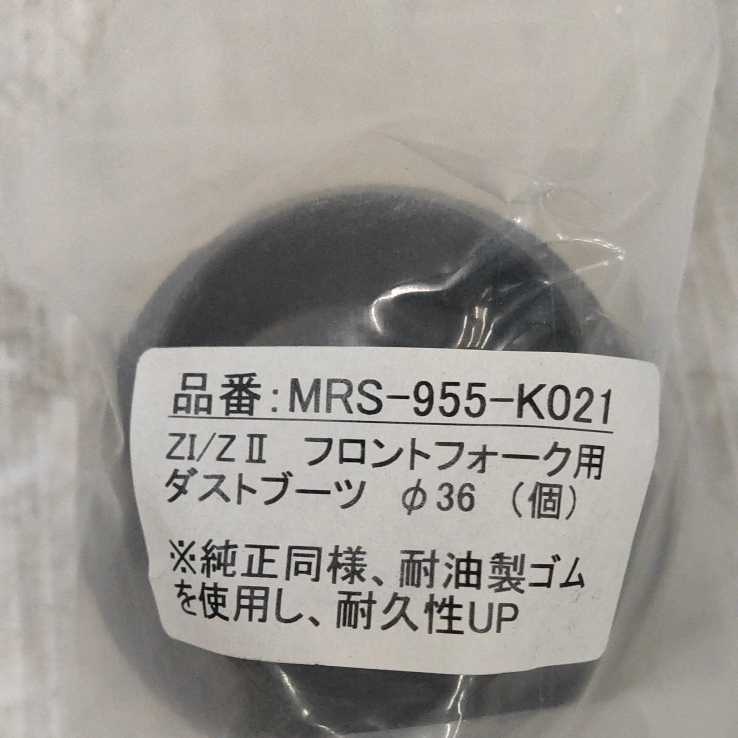 品番:MRS-955-K021
ZI/ZⅡ フロントフォーク用
ダストブーツ φ36 (個)
※純正同様、耐油製ゴム
を使用し、耐久性UP